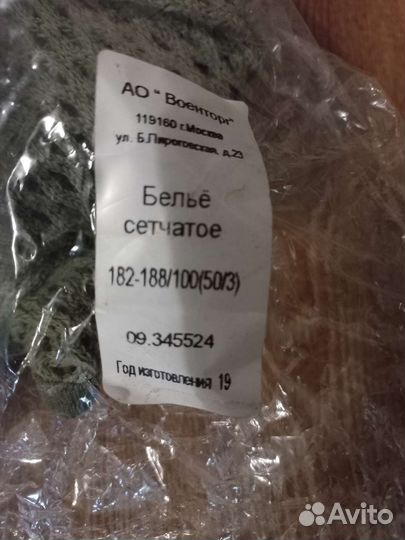 АО " Военторг"
119160 г.Москва
ул. Б.Пироговская, д.23
Бельё
сетчатое
182-188/100(50/3)
09.345524
Год изготовления 19
Avito